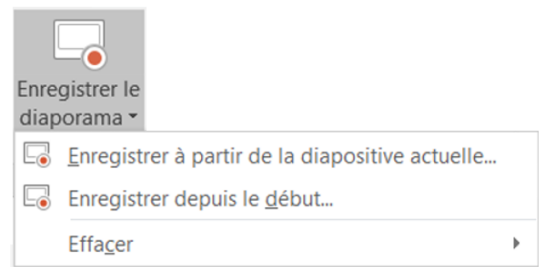 Enregistrer le
diaporama
Enregistrer à partir de la diapositive actuelle...
Enregistrer depuis le début...
Effacer